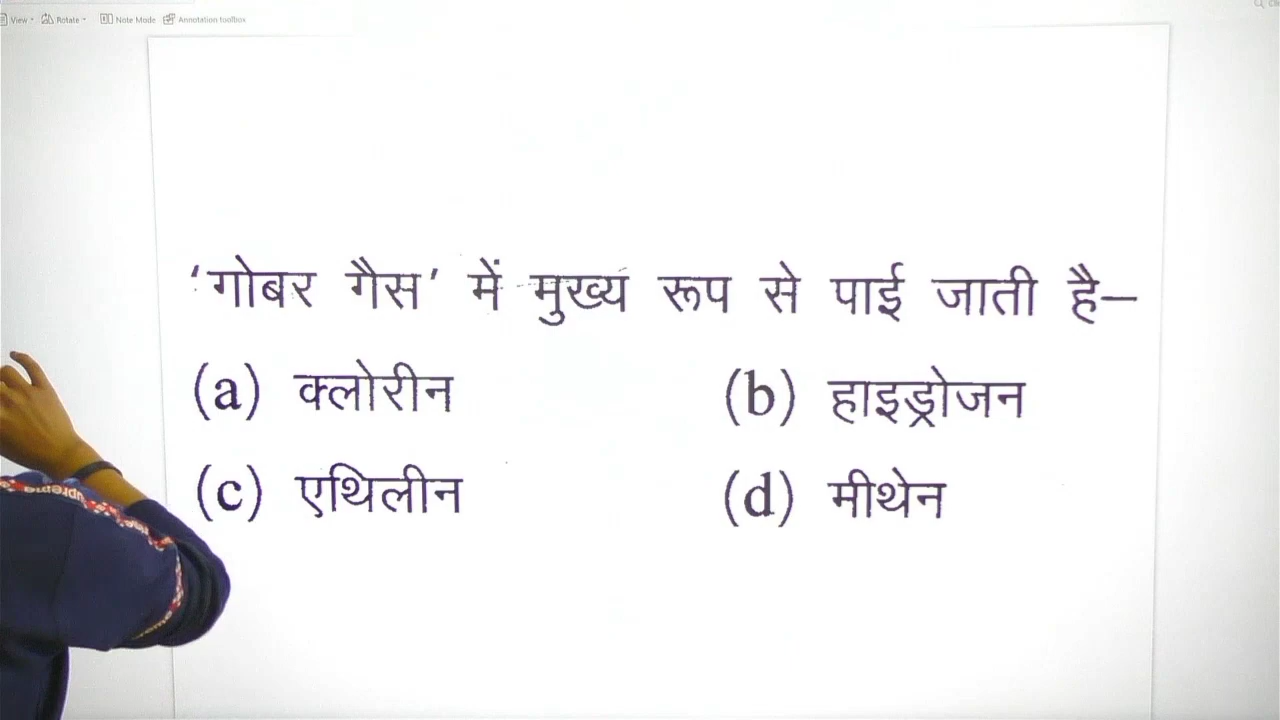 View Rotate Note Mode Annotation toolbox
‘गोबर गैस’ में मुख्य रूप से पाई जाती है–
(a) क्लोरीन (b) हाइड्रोजन
(c) एथिलीन (d) मीथेन